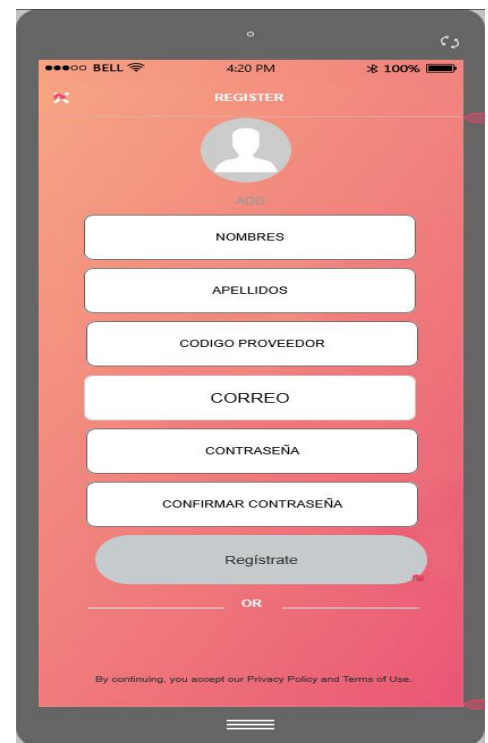 BELL 4:20 PM 100%
REGISTER
ADD
NOMBRES
APELLIDOS
CODIGO PROVEEDOR
CORREO
CONTRASEÑA
CONFIRMAR CONTRASEÑA
Regístrate
OR
By continuing, you accept our Privacy Policy and Terms of Use.